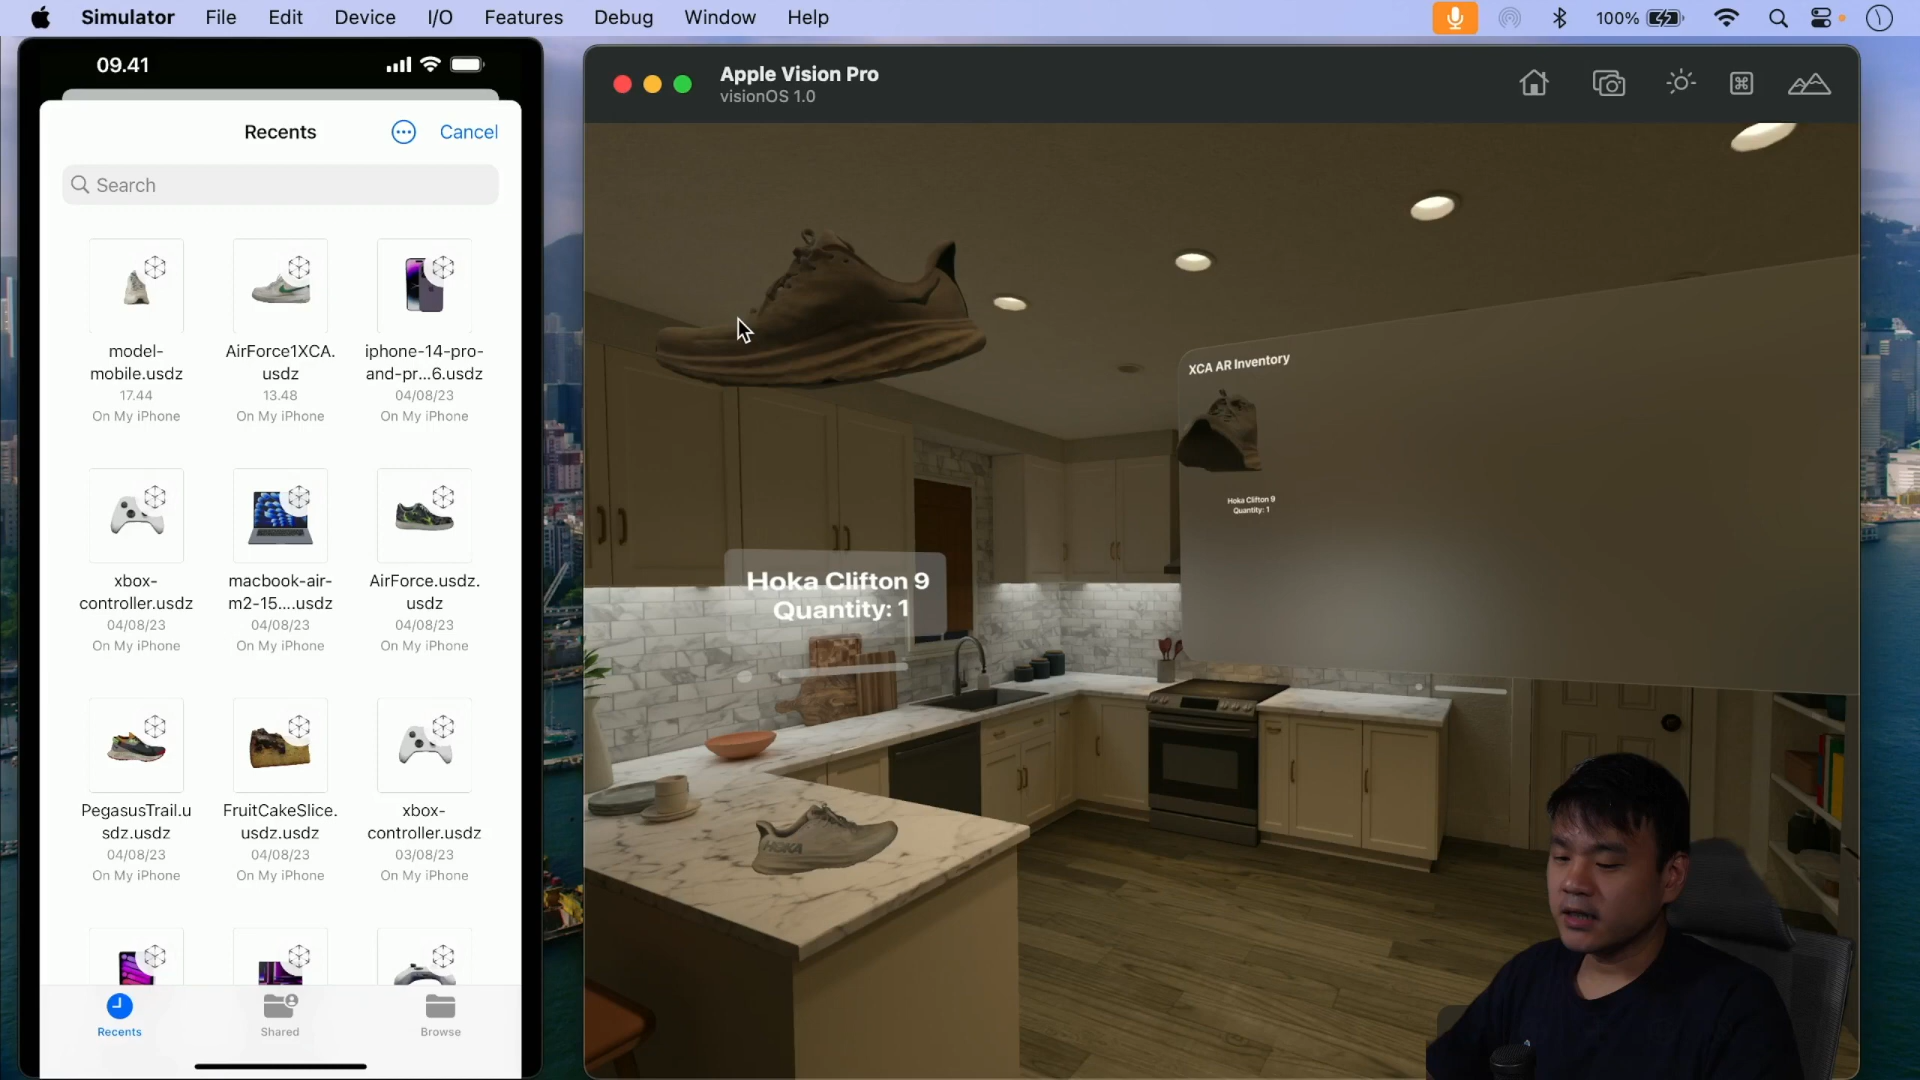 Simulator File Edit Device I/O Features Debug Window Help 100%
09.41
Recents Cancel
Search
model-
mobile.usdz
17.44
On My iPhone
AirForce1XCA.
usdz
13.48
On My iPhone
iphone-14-pro-
and-pr...6.usdz
04/08/23
On My iPhone
xbox-
controller.usdz
04/08/23
On My iPhone
macbook-air-
m2-15....usdz
04/08/23
On My iPhone
AirForce.usdz.
usdz
04/08/23
On My iPhone
PegasusTrail.u
sdz.usdz
04/08/23
On My iPhone
FruitCakeSlice.
usdz.usdz
04/08/23
On My iPhone
xbox-
controller.usdz
03/08/23
On My iPhone
Recents Shared Browse
Apple Vision Pro
visionOS 1.0
XCA AR Inventory
Hoka Clifton 9
Quantity: 1
Hoka Clifton 9
Quantity: 1
HOKA